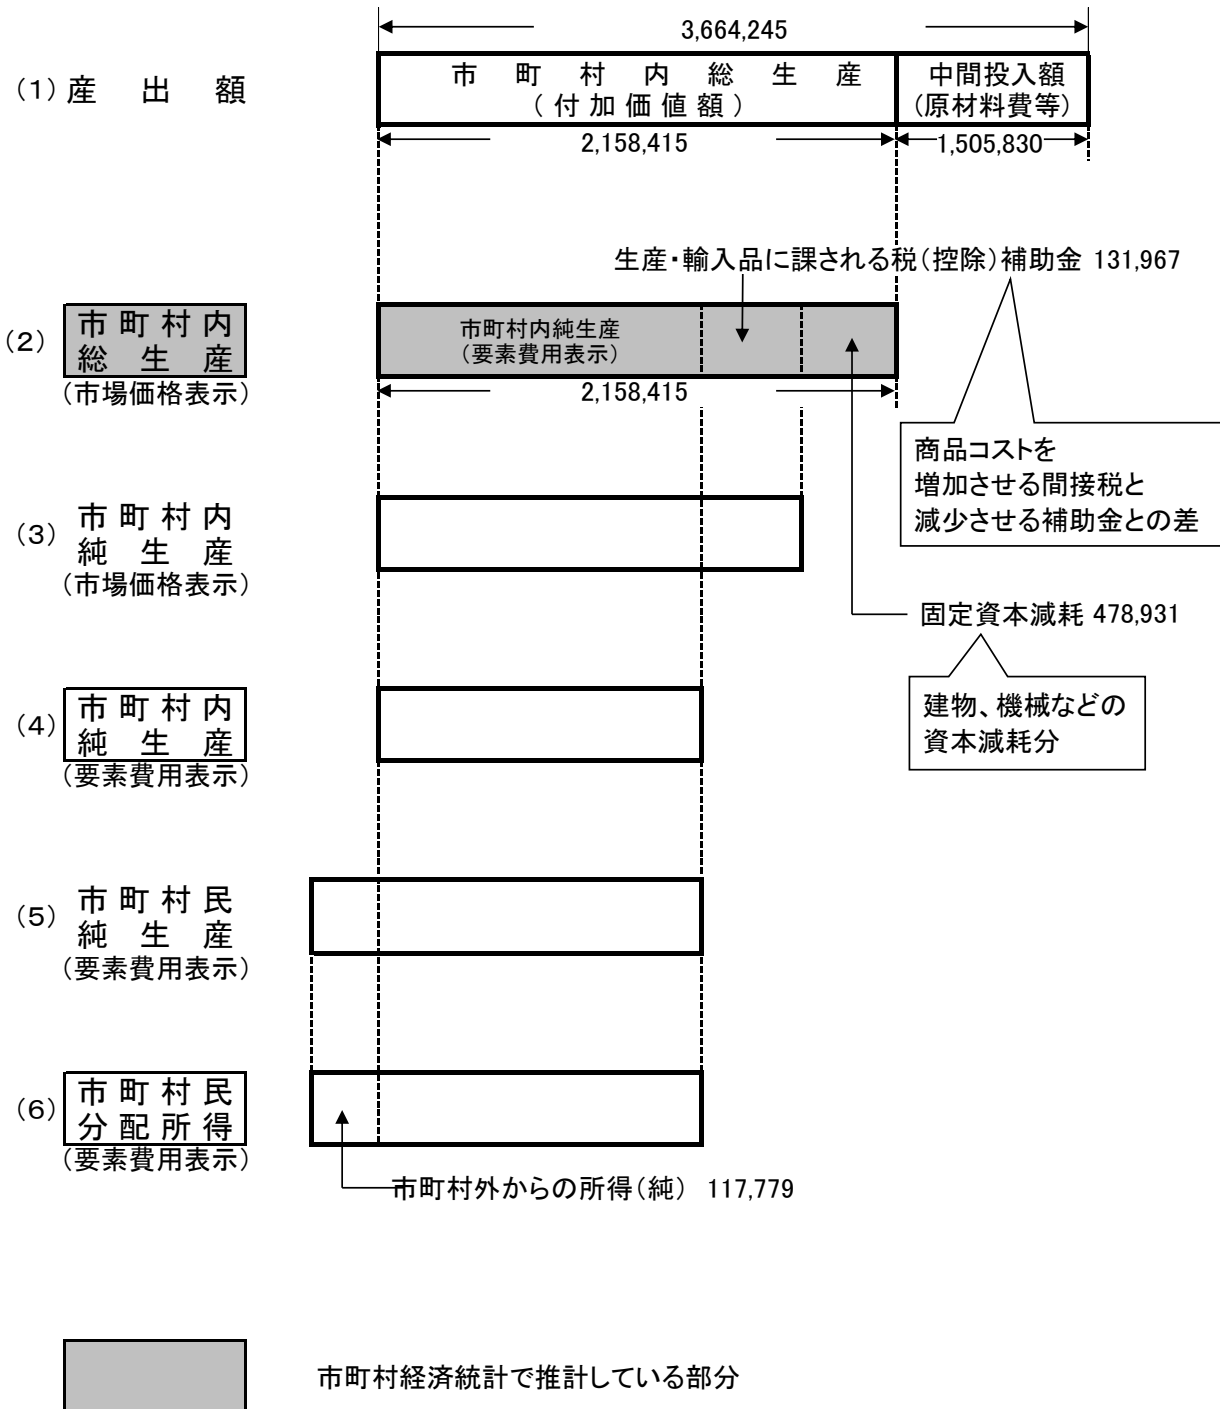 3,664,245
(1) 産出額
市町村内総生産
(付加価値額)
中間投入額
(原材料費等)
2,158,415
1,505,830
生産・輸入品に課される税(控除)補助金 131,967
(2)
市町村内
総生産
(市場価格表示)
市町村内純生産
(要素費用表示)
2,158,415
商品コストを
増加させる間接税と
減少させる補助金との差
(3)
市町村内
純生産
(市場価格表示)
固定資本減耗 478,931
建物、機械などの
資本減耗分
(4)
市町村内
純生産
(要素費用表示)
(5)
市町村民
純生産
(要素費用表示)
(6)
市町村民
分配所得
(要素費用表示)
市町村外からの所得(純) 117,779
市町村経済統計で推計している部分